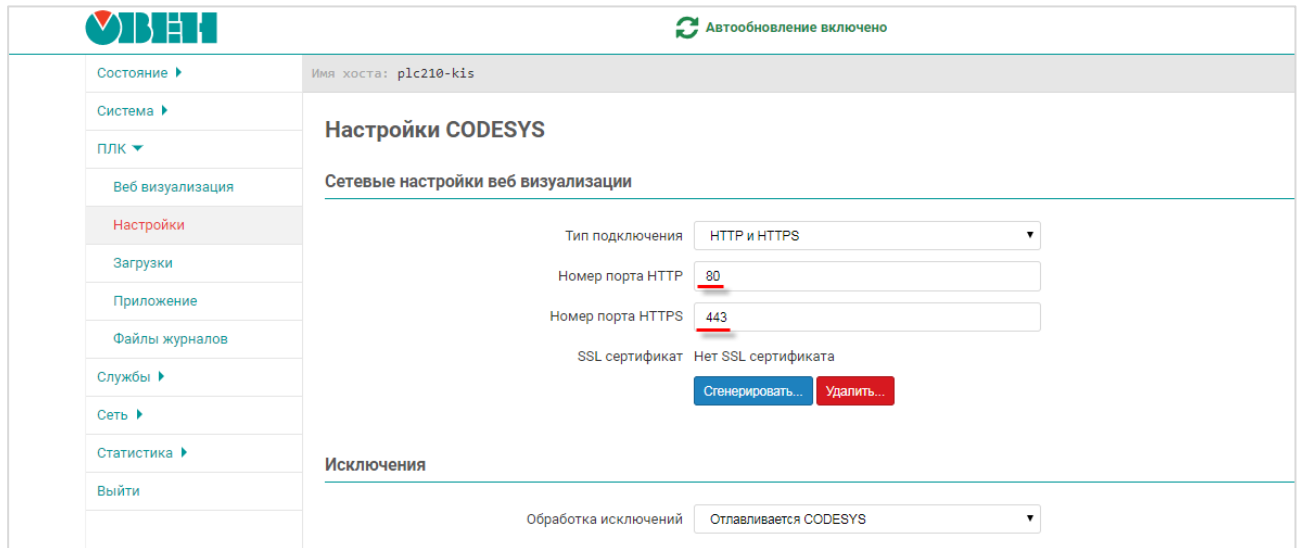 ОВЕН
Автообновление включено
Состояние
Имя хоста: plc210-kis
Система
ПЛК
Веб визуализация
Настройки
Загрузки
Приложение
Файлы журналов
Службы
Сеть
Статистика
Выйти
Настройки CODESYS
Сетевые настройки веб визуализации
Тип подключения HTTP и HTTPS
Номер порта HTTP 80
Номер порта HTTPS 443
SSL сертификат Нет SSL сертификата
Сгенерировать... Удалить...
Исключения
Обработка исключений Отлавливается CODESYS